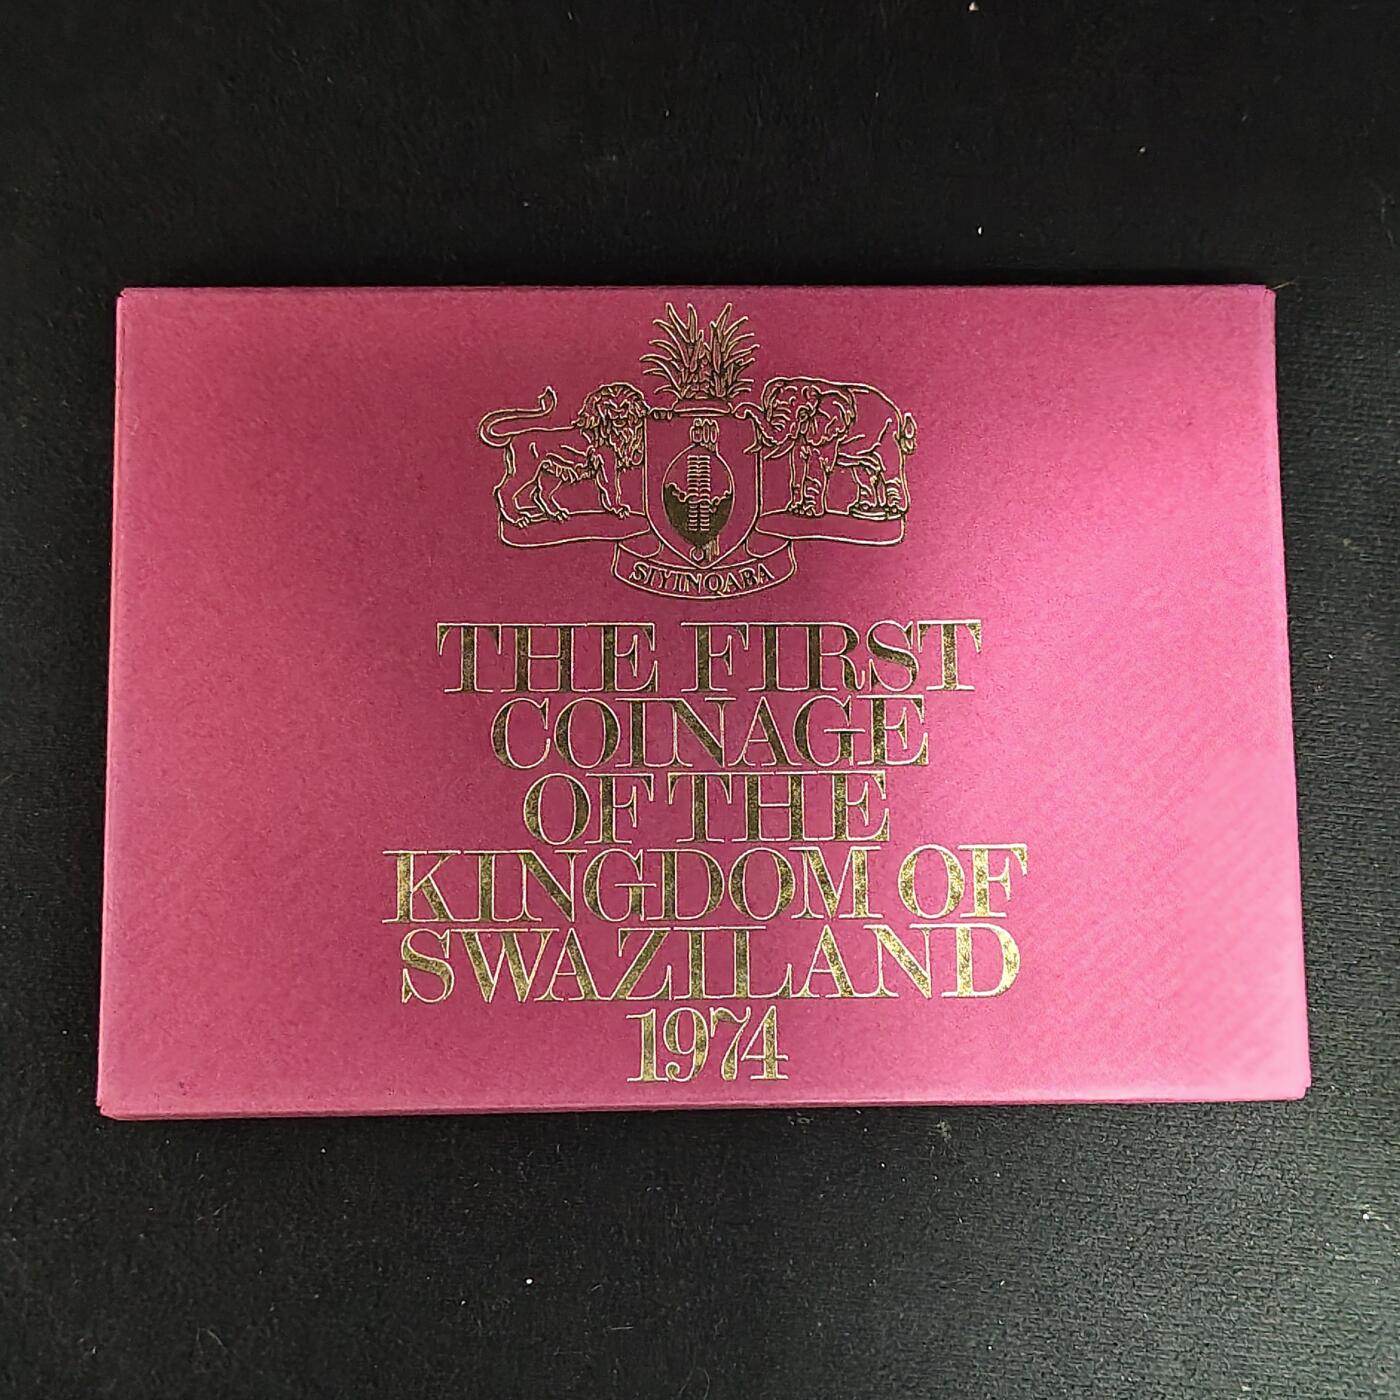 SIYINQABA
THE FIRST
COINAGE
OF THE
KINGDOM OF
SWAZILAND
1974